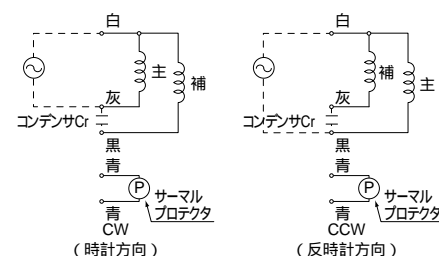 白
主
補
灰
コンデンサCr
黒
青
P
サーマル
プロテクタ
青
CW
(時計方向)
白
補
主
灰
コンデンサCr
黒
青
P
サーマル
プロテクタ
青
CCW
(反時計方向)